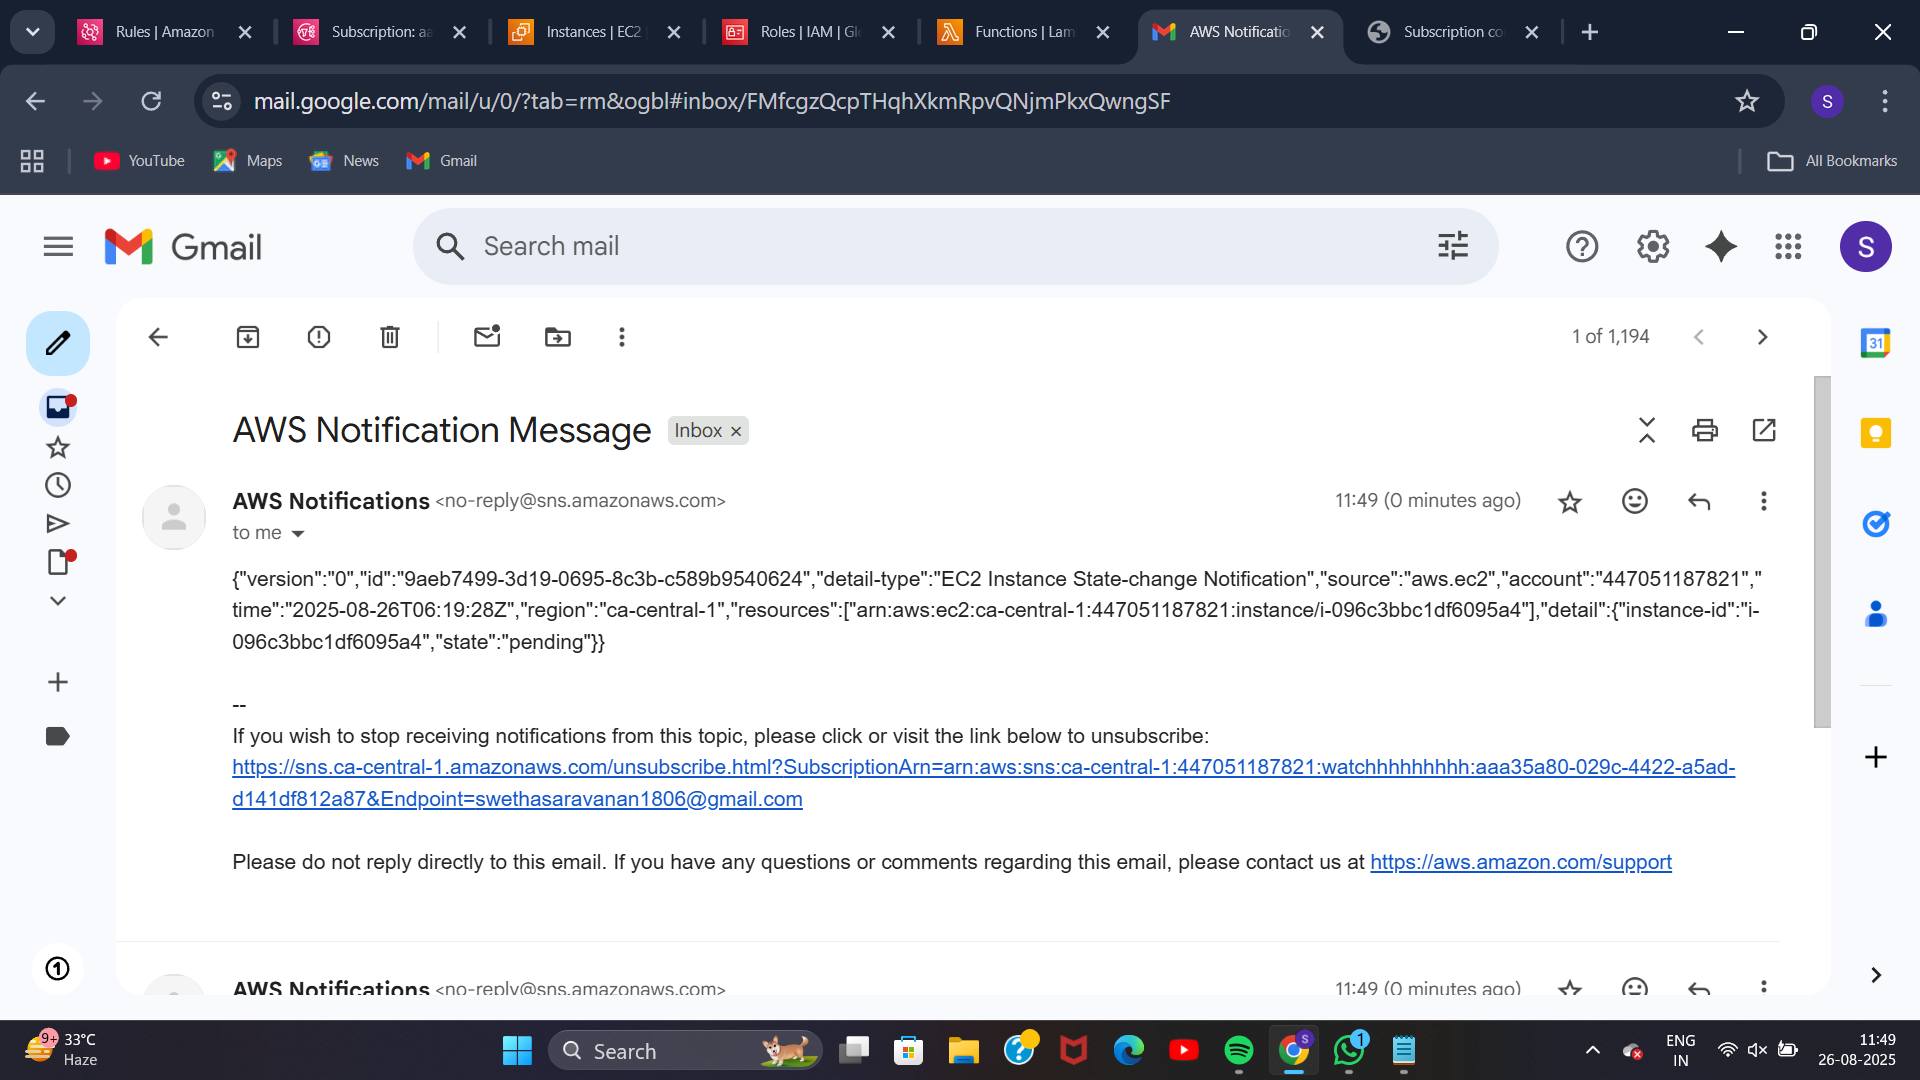 Rules | Amazon
Subscription: aa
Instances | EC2
Roles | IAM | Gl
Functions | Lam
AWS Notificatio
Subscription co
mail.google.com/mail/u/0/?tab=rm&ogbl#inbox/FMfcgzQcpTHqhXkmRpvQNjmPkxQwngSF
S
YouTube
Maps
News
Gmail
All Bookmarks
Gmail
Search mail
S
1 of 1,194
31
AWS Notification Message
Inbox ×
AWS Notifications <no-reply@sns.amazonaws.com>
11:49 (0 minutes ago)
to me
{"version":"0","id":"9aeb7499-3d19-0695-8c3b-c589b9540624","detail-type":"EC2 Instance State-change Notification","source":"aws.ec2","account":"447051187821","
time":"2025-08-26T06:19:28Z","region":"ca-central-1","resources":["arn:aws:ec2:ca-central-1:447051187821:instance/i-096c3bbc1df6095a4"],"detail":{"instance-id":"i-
096c3bbc1df6095a4","state":"pending"}}
--
If you wish to stop receiving notifications from this topic, please click or visit the link below to unsubscribe:
https://sns.ca-central-1.amazonaws.com/unsubscribe.html?SubscriptionArn=arn:aws:sns:ca-central-1:447051187821:watchhhhhhhhh:aaa35a80-029c-4422-a5ad-
d141df812a87&Endpoint=swethasaravanan1806@gmail.com
Please do not reply directly to this email. If you have any questions or comments regarding this email, please contact us at https://aws.amazon.com/support
1
AWS Notifications <no-reply@sns.amazonaws.com>
11:49 (0 minutes ago)
9+
33°C
Haze
Search
S
1
ENG
IN
11:49
26-08-2025